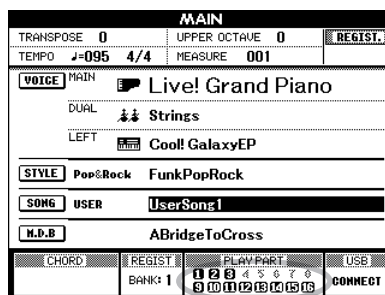 MAIN
TRANSPOSE 0 UPPER OCTAVE 0 REGIST.
TEMPO ♩=095 4/4 MEASURE 001
VOICE MAIN Live! Grand Piano
DUAL Strings
LEFT Cool! GalaxyEP
STYLE Pop&Rock FunkPopRock
SONG USER UserSong1
M.D.B ABridgeToCross
CHORD REGIST PLAY PART USB
BANK: 1 1 2 3 4 5 6 7 8 CONNECT
9 10 11 12 13 14 15 16